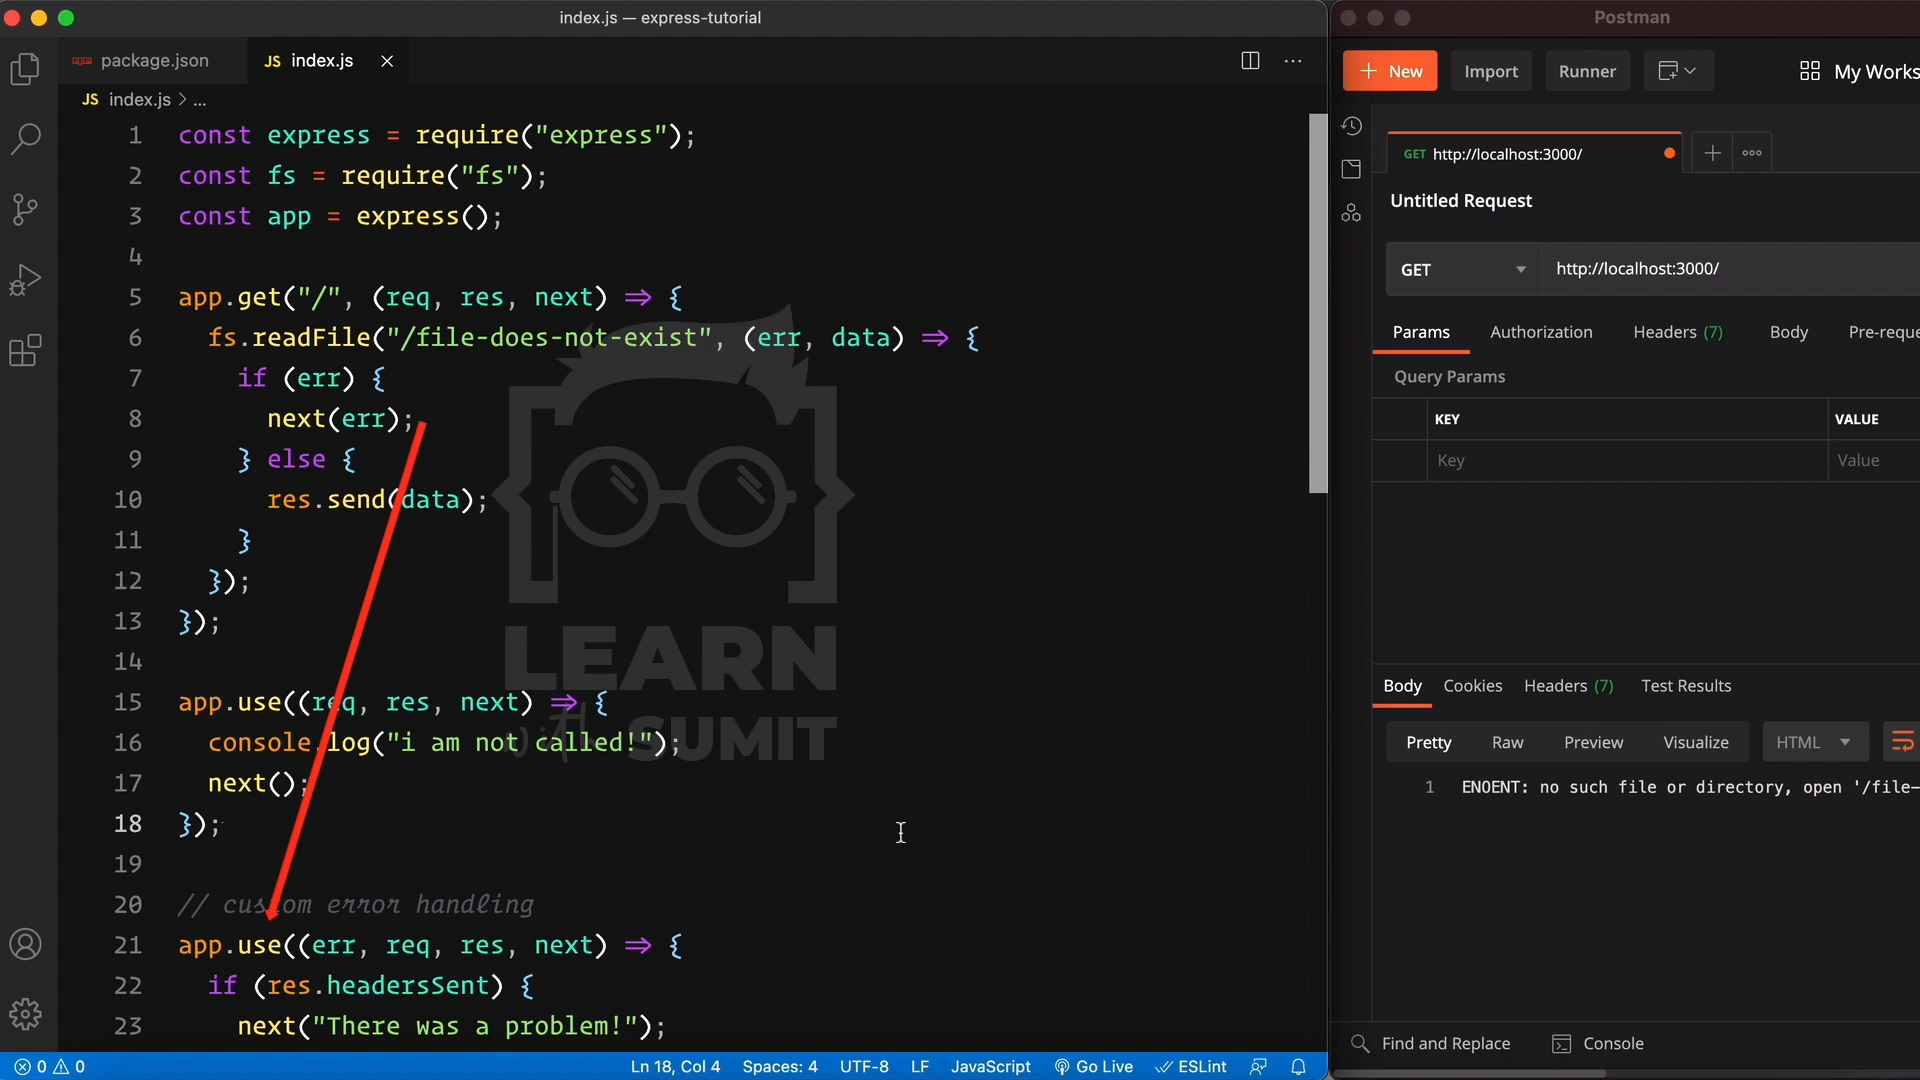 index.js — express-tutorial
package.json
JS index.js
JS index.js > ...
1 const express = require("express");
2 const fs = require("fs");
3 const app = express();
4
5 app.get("/", (req, res, next) => {
6 fs.readFile("/file-does-not-exist", (err, data) => {
7 if (err) {
8 next(err);
9 } else {
10 res.send(data);
11 }
12 });
13 });
14
15 app.use((req, res, next) => {
16 console.log("i am not called!");
17 next();
18 });
19
20 // custom error handling
21 app.use((err, req, res, next) => {
22 if (res.headersSent) {
23 next("There was a problem!");
LEARN
with SUMIT
0 0
Ln 18, Col 4 Spaces: 4 UTF-8 LF JavaScript Go Live ESLint
Postman
+ New Import Runner My Works
GET http://localhost:3000/
Untitled Request
GET http://localhost:3000/
Params Authorization Headers (7) Body Pre-reque
Query Params
KEY VALUE
Key Value
Body Cookies Headers (7) Test Results
Pretty Raw Preview Visualize HTML
1 ENOENT: no such file or directory, open '/file-
Find and Replace Console